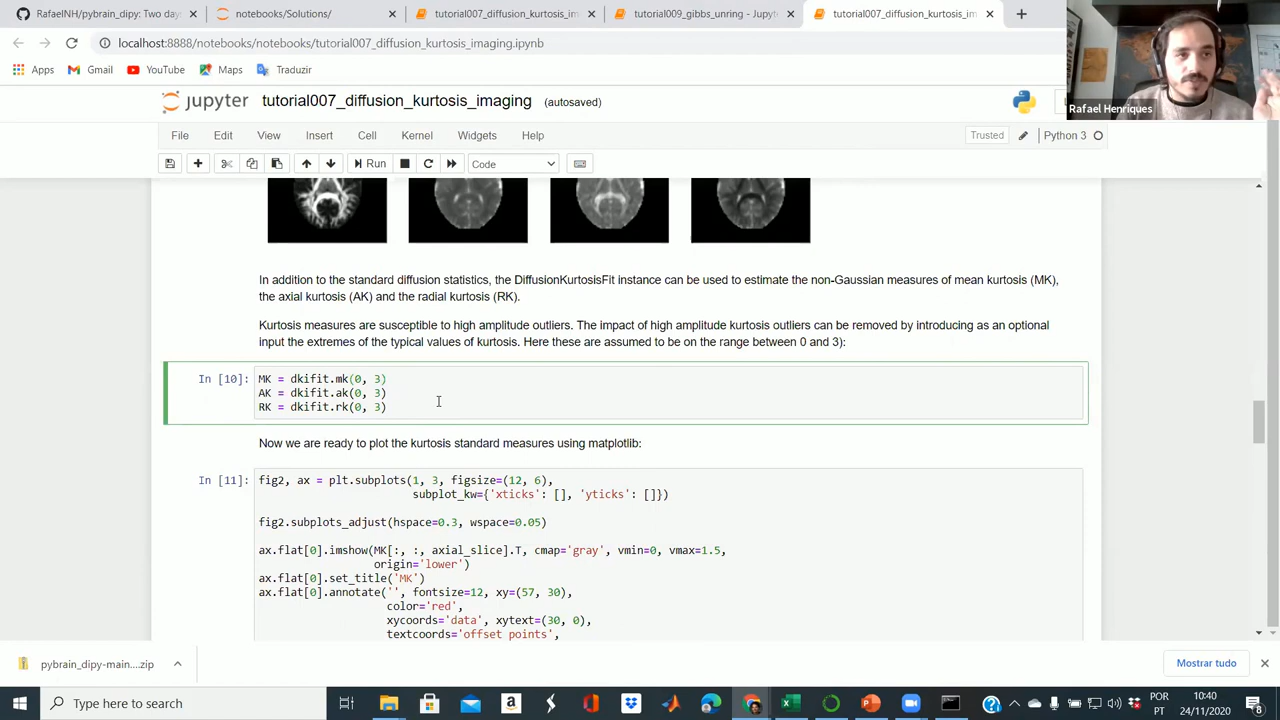 RafaelNH/pybrain_dipy: Two days
notebooks/Solutions/
tutorial007_diffusion_kurtosis_im
tutorial009_gibbs_unring - Jupyte
tutorial007_diffusion_kurtosis_im
localhost:8888/notebooks/notebooks/tutorial007_diffusion_kurtosis_imaging.ipynb
Apps Gmail YouTube Maps Traduzir
Rafael Henriques
jupyter tutorial007_diffusion_kurtosis_imaging (autosaved)
File Edit View Insert Cell Kernel Widgets Help Trusted Python 3
Run Code
In addition to the standard diffusion statistics, the DiffusionKurtosisFit instance can be used to estimate the non-Gaussian measures of mean kurtosis (MK),
the axial kurtosis (AK) and the radial kurtosis (RK).
Kurtosis measures are susceptible to high amplitude outliers. The impact of high amplitude kurtosis outliers can be removed by introducing as an optional
input the extremes of the typical values of kurtosis. Here these are assumed to be on the range between 0 and 3):
In [10]: MK = dkifit.mk(0, 3)
AK = dkifit.ak(0, 3)
RK = dkifit.rk(0, 3)
Now we are ready to plot the kurtosis standard measures using matplotlib:
In [11]: fig2, ax = plt.subplots(1, 3, figsize=(12, 6),
subplot_kw={'xticks': [], 'yticks': []})
fig2.subplots_adjust(hspace=0.3, wspace=0.05)
ax.flat[0].imshow(MK[:, :, axial_slice].T, cmap='gray', vmin=0, vmax=1.5,
origin='lower')
ax.flat[0].set_title('MK')
ax.flat[0].annotate('', fontsize=12, xy=(57, 30),
color='red',
xycoords='data', xytext=(30, 0),
textcoords='offset points',
pybrain_dipy-main....zip
Mostrar tudo
Type here to search
POR
PT
10:40
24/11/2020
8